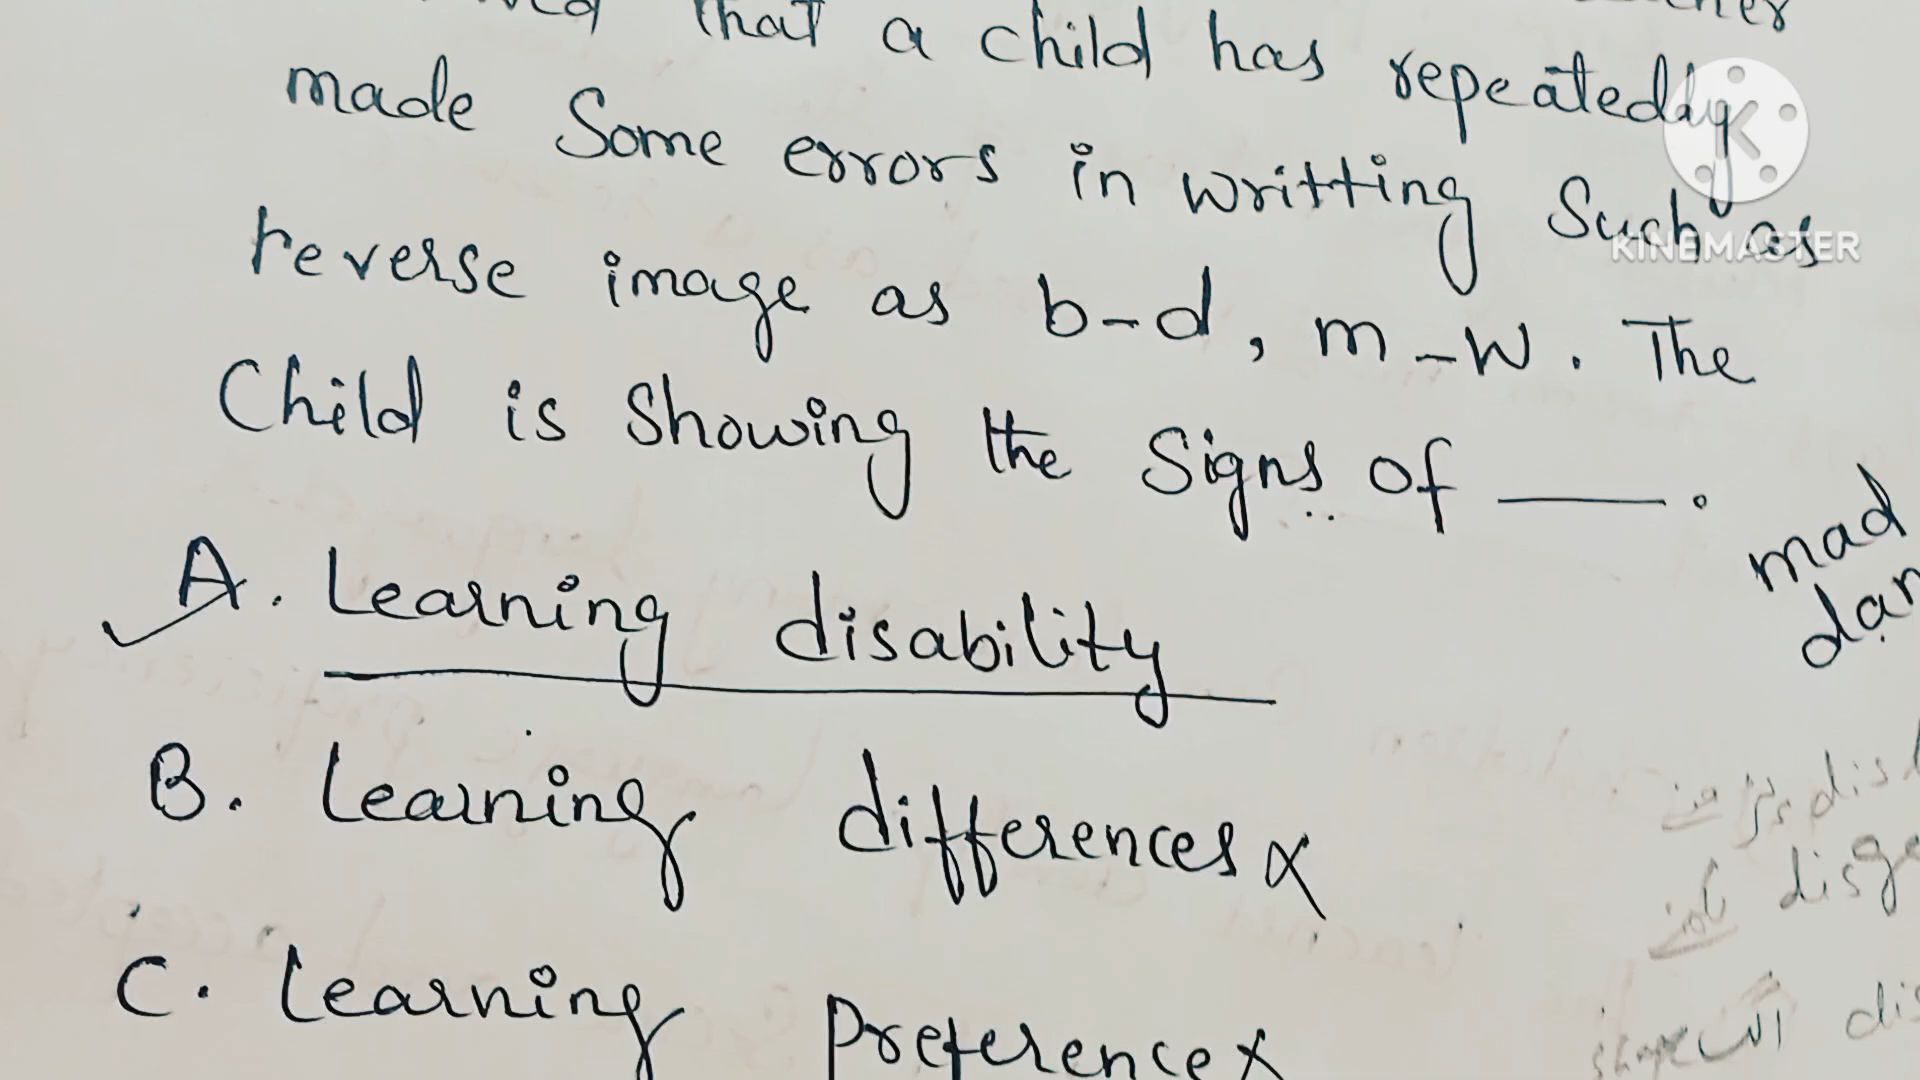 that a child has repeatedly
made Some errors in writting Such as
reverse image as b-d, m-W. The
Child is Showing the Signs of ___.
A. Learning disability
B. Learning differences x
C. Learning Preference x
mad
KINEMASTER